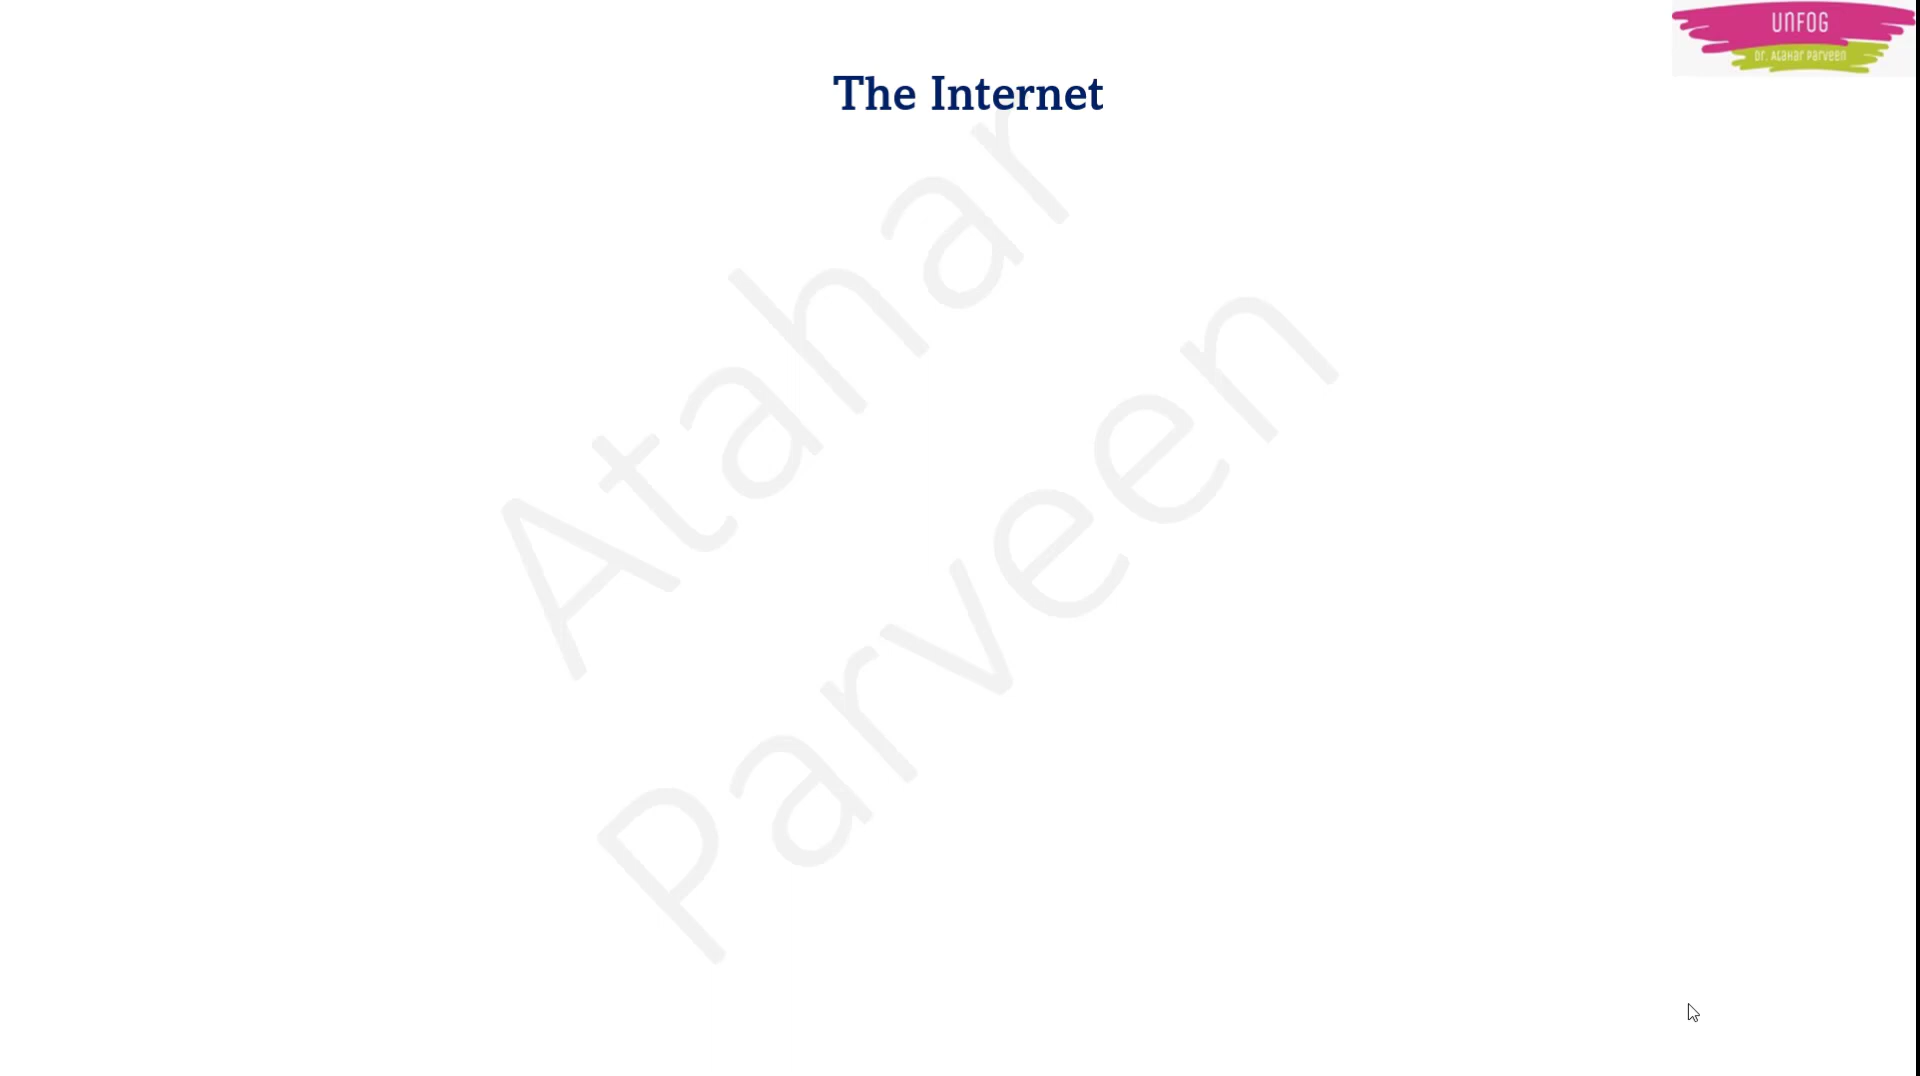 UNFOG
Dr. Atahar Parveen
The Internet
Atahar
Parveen